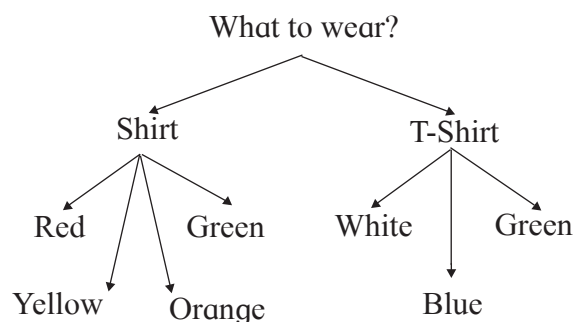 What to wear?
Shirt T-Shirt
Red Green White Green
Yellow Orange Blue